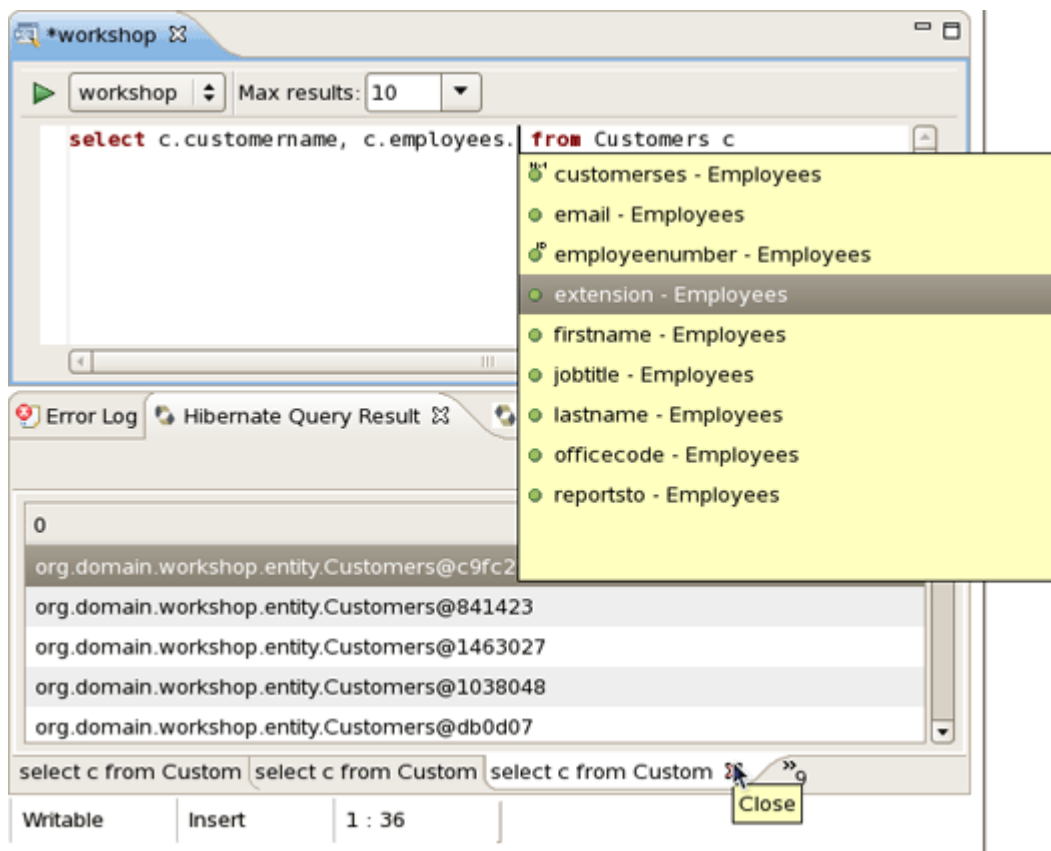 *workshop
workshop Max results: 10
select c.customername, c.employees. from Customers c
customerses - Employees
email - Employees
employeenumber - Employees
extension - Employees
firstname - Employees
jobtitle - Employees
lastname - Employees
officecode - Employees
reportsto - Employees
Error Log Hibernate Query Result
0
org.domain.workshop.entity.Customers@c9fc2
org.domain.workshop.entity.Customers@841423
org.domain.workshop.entity.Customers@1463027
org.domain.workshop.entity.Customers@1038048
org.domain.workshop.entity.Customers@db0d07
select c from Custom select c from Custom select c from Custom »9
Close
Writable Insert 1 : 36